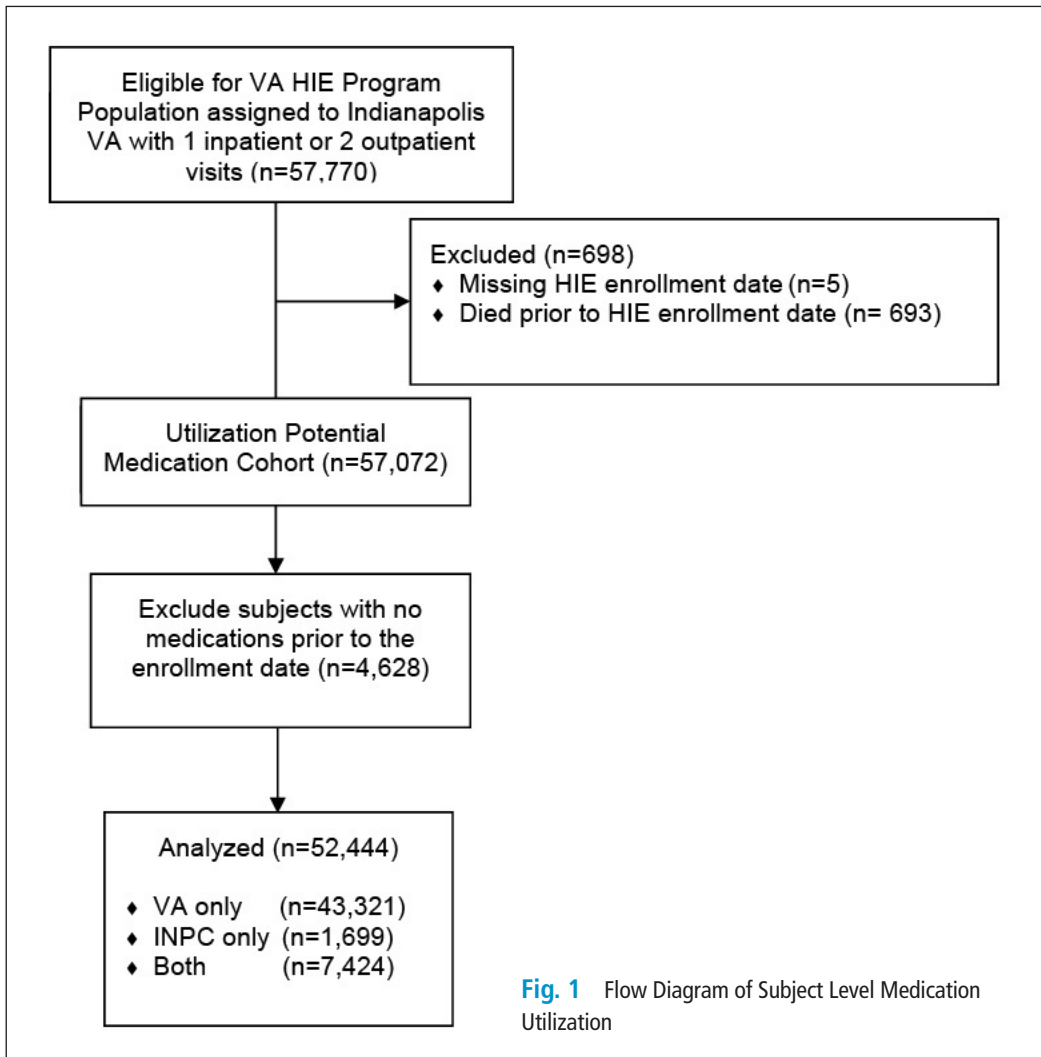 Eligible for VA HIE Program
Population assigned to Indianapolis
VA with 1 inpatient or 2 outpatient
visits (n=57,770)
Excluded (n=698)
♦ Missing HIE enrollment date (n=5)
♦ Died prior to HIE enrollment date (n= 693)
Utilization Potential
Medication Cohort (n=57,072)
Exclude subjects with no
medications prior to the
enrollment date (n=4,628)
Analyzed (n=52,444)
♦ VA only (n=43,321)
♦ INPC only (n=1,699)
♦ Both (n=7,424)
Fig. 1 Flow Diagram of Subject Level Medication
Utilization